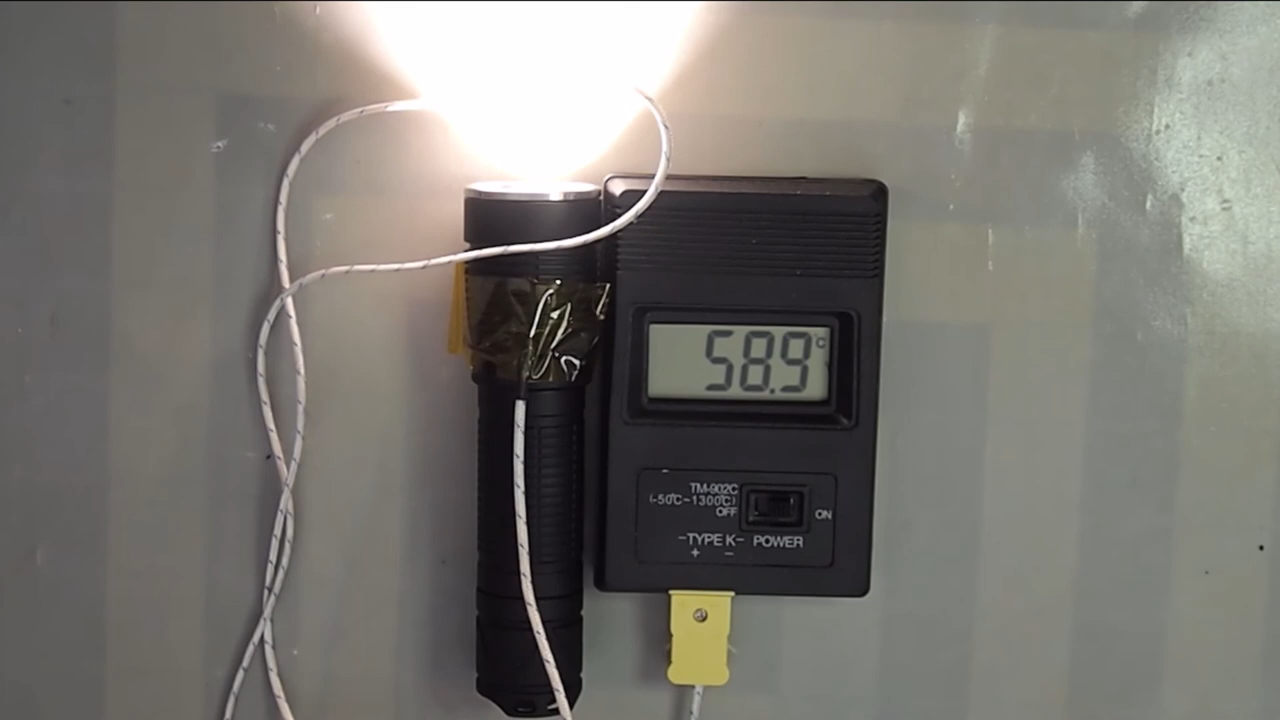 58.9 °C
TM-902C
(-50℃~1300℃)
OFF
ON
-TYPE K-
POWER
+ -